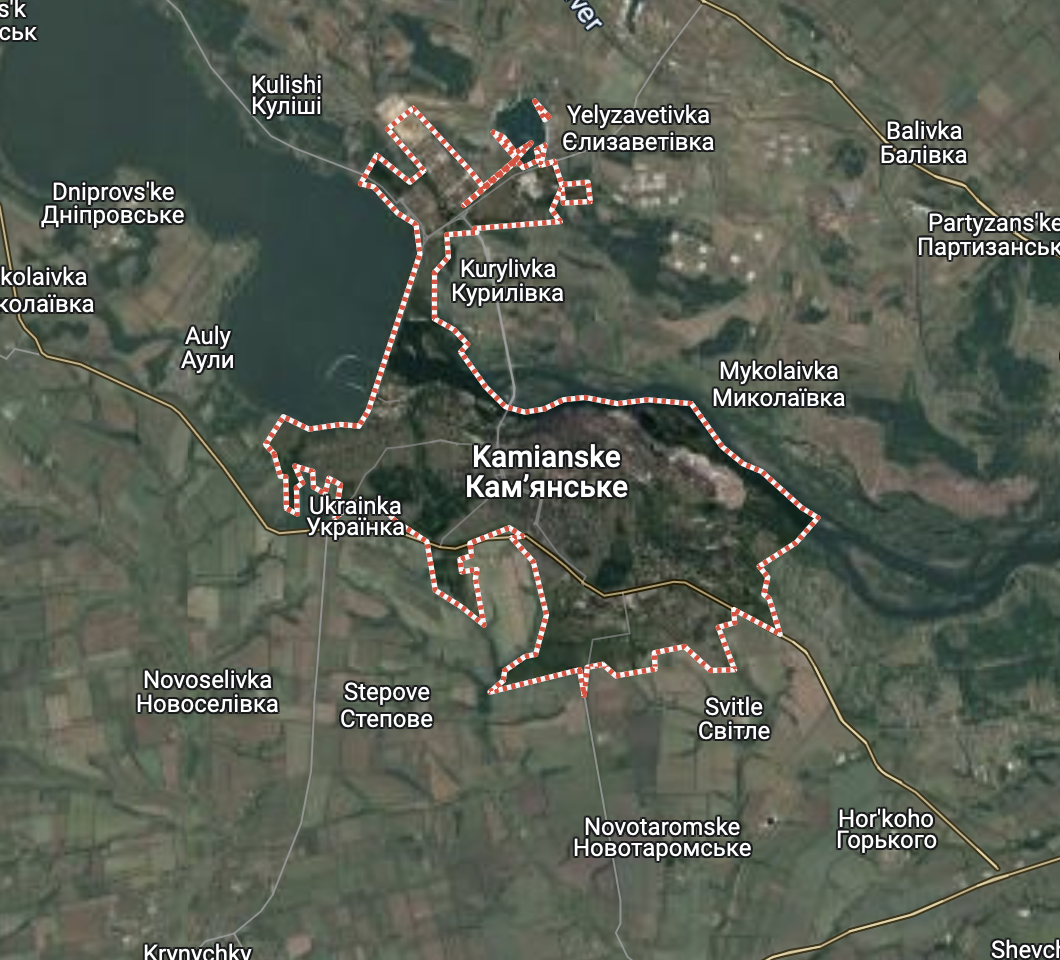 s'k
ськ
ver
Kulishi
Куліші
Yelyzavetivka
Єлизаветівка
Balivka
Балівка
Dniprovs'ke
Дніпровське
Partyzans'ke
Партизанськ
kolaivka
колаївка
Kurylivka
Курилівка
Auly
Аули
Mykolaivka
Миколаївка
Kamianske
Кам’янське
Ukrainka
Українка
Novoselivka
Новоселівка
Stepove
Степове
Svitle
Світле
Hor'koho
Горького
Novotaromske
Новотаромське
Krynychky
Shevch